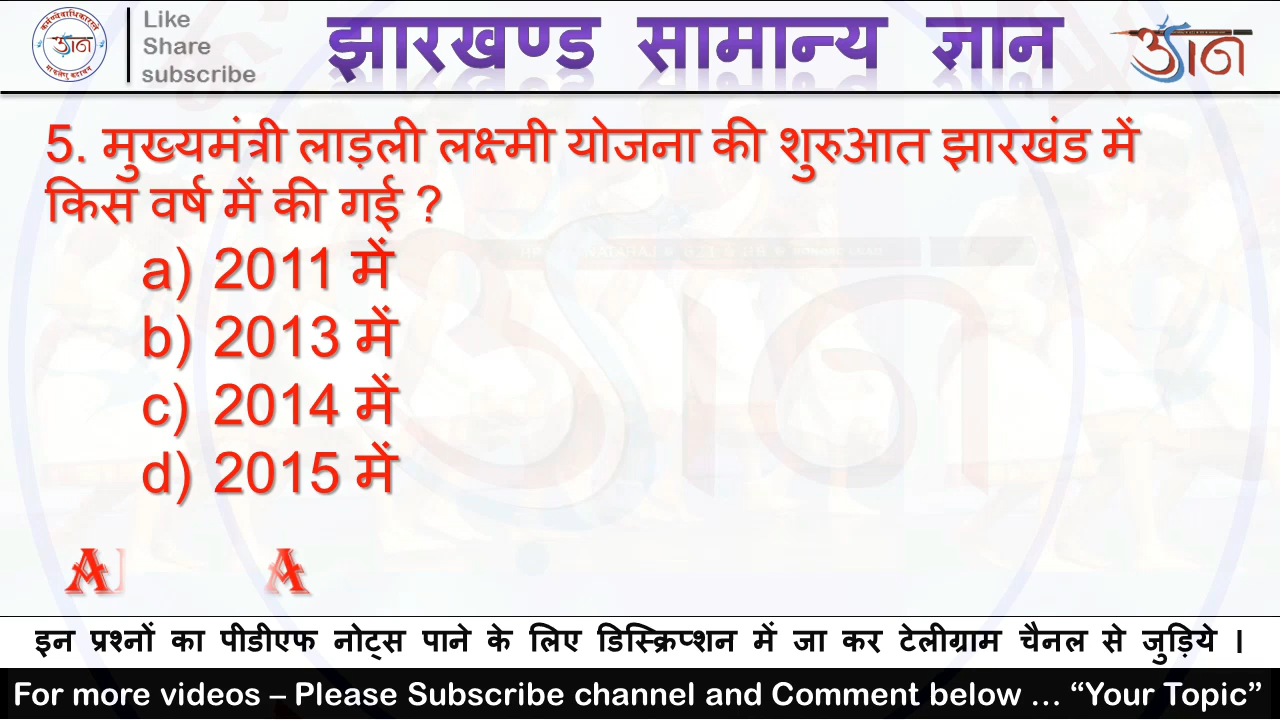 Like
Share
subscribe
झारखण्ड सामान्य ज्ञान
ज्ञान
5. मुख्यमंत्री लाड़ली लक्ष्मी योजना की शुरुआत झारखंड में
किस वर्ष में की गई ?
a) 2011 में
b) 2013 में
c) 2014 में
d) 2015 में
A A
इन प्रश्नों का पीडीएफ नोट्स पाने के लिए डिस्क्रिप्शन में जा कर टेलीग्राम चैनल से जुड़िये ।
For more videos – Please Subscribe channel and Comment below … “Your Topic”